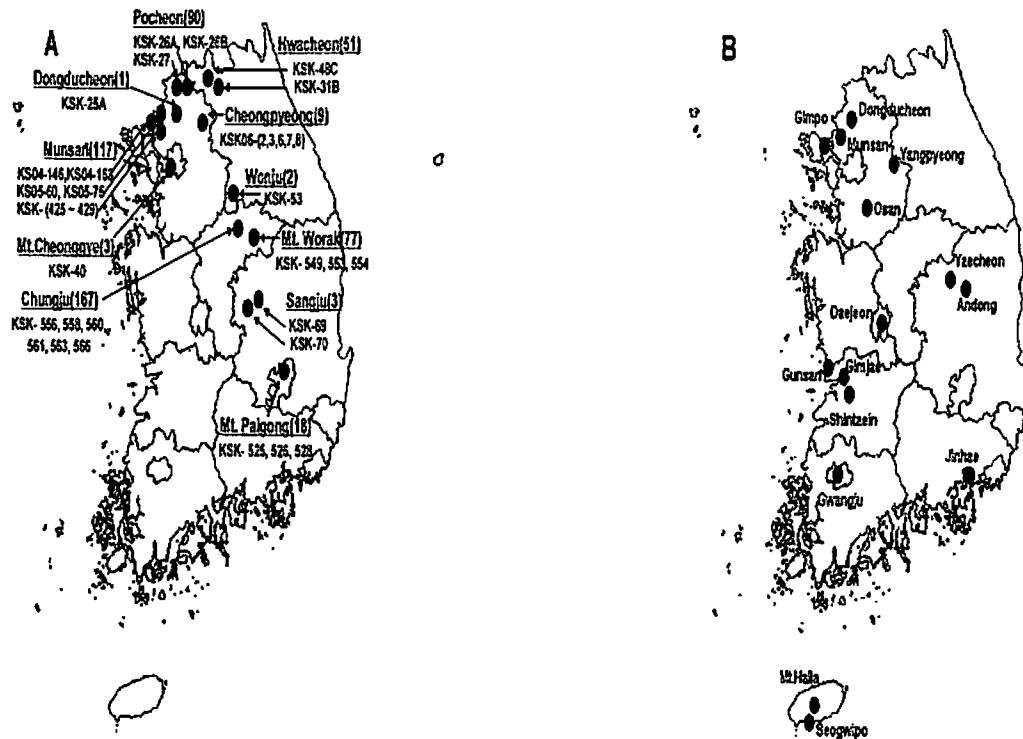 A
Pocheon(90)
KSK-26A, KSK-26B
KSK-27
Hwacheon(51)
KSK-48C
KSK-31B
Dongducheon(1)
KSK-25A
Cheongpyeong(9)
KSK06-(2,3,6,7,8)
Munsan(117)
KS04-146,KS04-153
KS05-60, KS05-75
KSK- (425 ~ 429)
Wonju(2)
KSK-53
Mt.Cheonggye(3)
KSK-40
Mt. Worak(77)
KSK- 549, 553, 554
Chungju(167)
KSK- 556, 558, 560,
561, 563, 566
Sangju(3)
KSK-69
KSK-70
Mt. Palgong(18)
KSK- 525, 526, 528
B
Dongducheon
Gimpo
Munsan
Yangpyeong
Osan
Yzecheon
Andong
Daejeon
Gunsan
Gimjae
Shintaein
Jinhae
Gwangju
Mt.Halla
Seogwipo